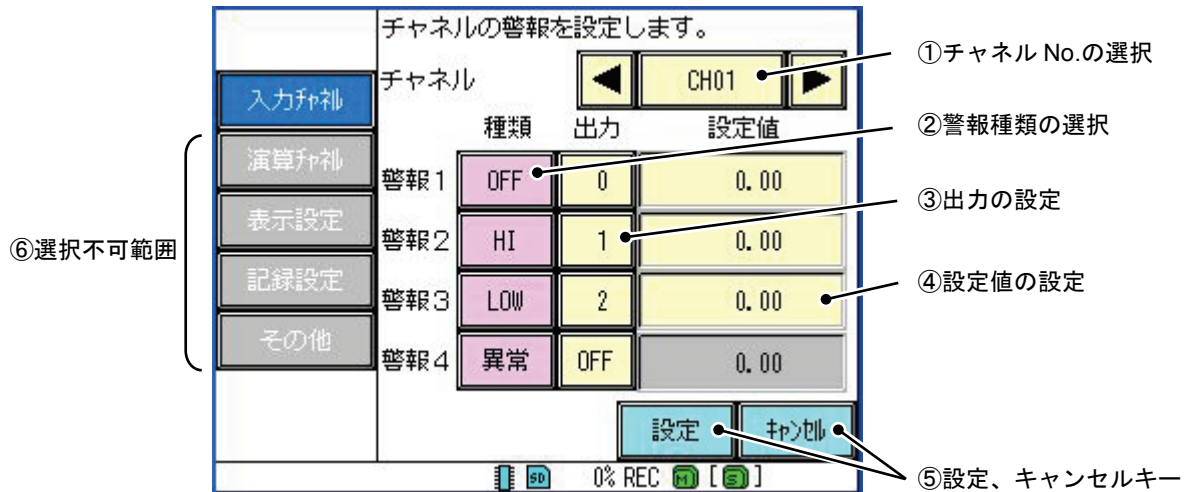 チャネルの警報を設定します。
チャネル
◀ CH01 ▶
①チャネル No.の選択
入力ﾁｬﾈﾙ
演算ﾁｬﾈﾙ
表示設定
記録設定
その他
⑥選択不可範囲
種類 出力 設定値
②警報種類の選択
警報1 OFF 0 0.00
③出力の設定
警報2 HI 1 0.00
④設定値の設定
警報3 LOW 2 0.00
警報4 異常 OFF 0.00
設定 ｷｬﾝｾﾙ
⑤設定、キャンセルキー
SD 0% REC M [S]